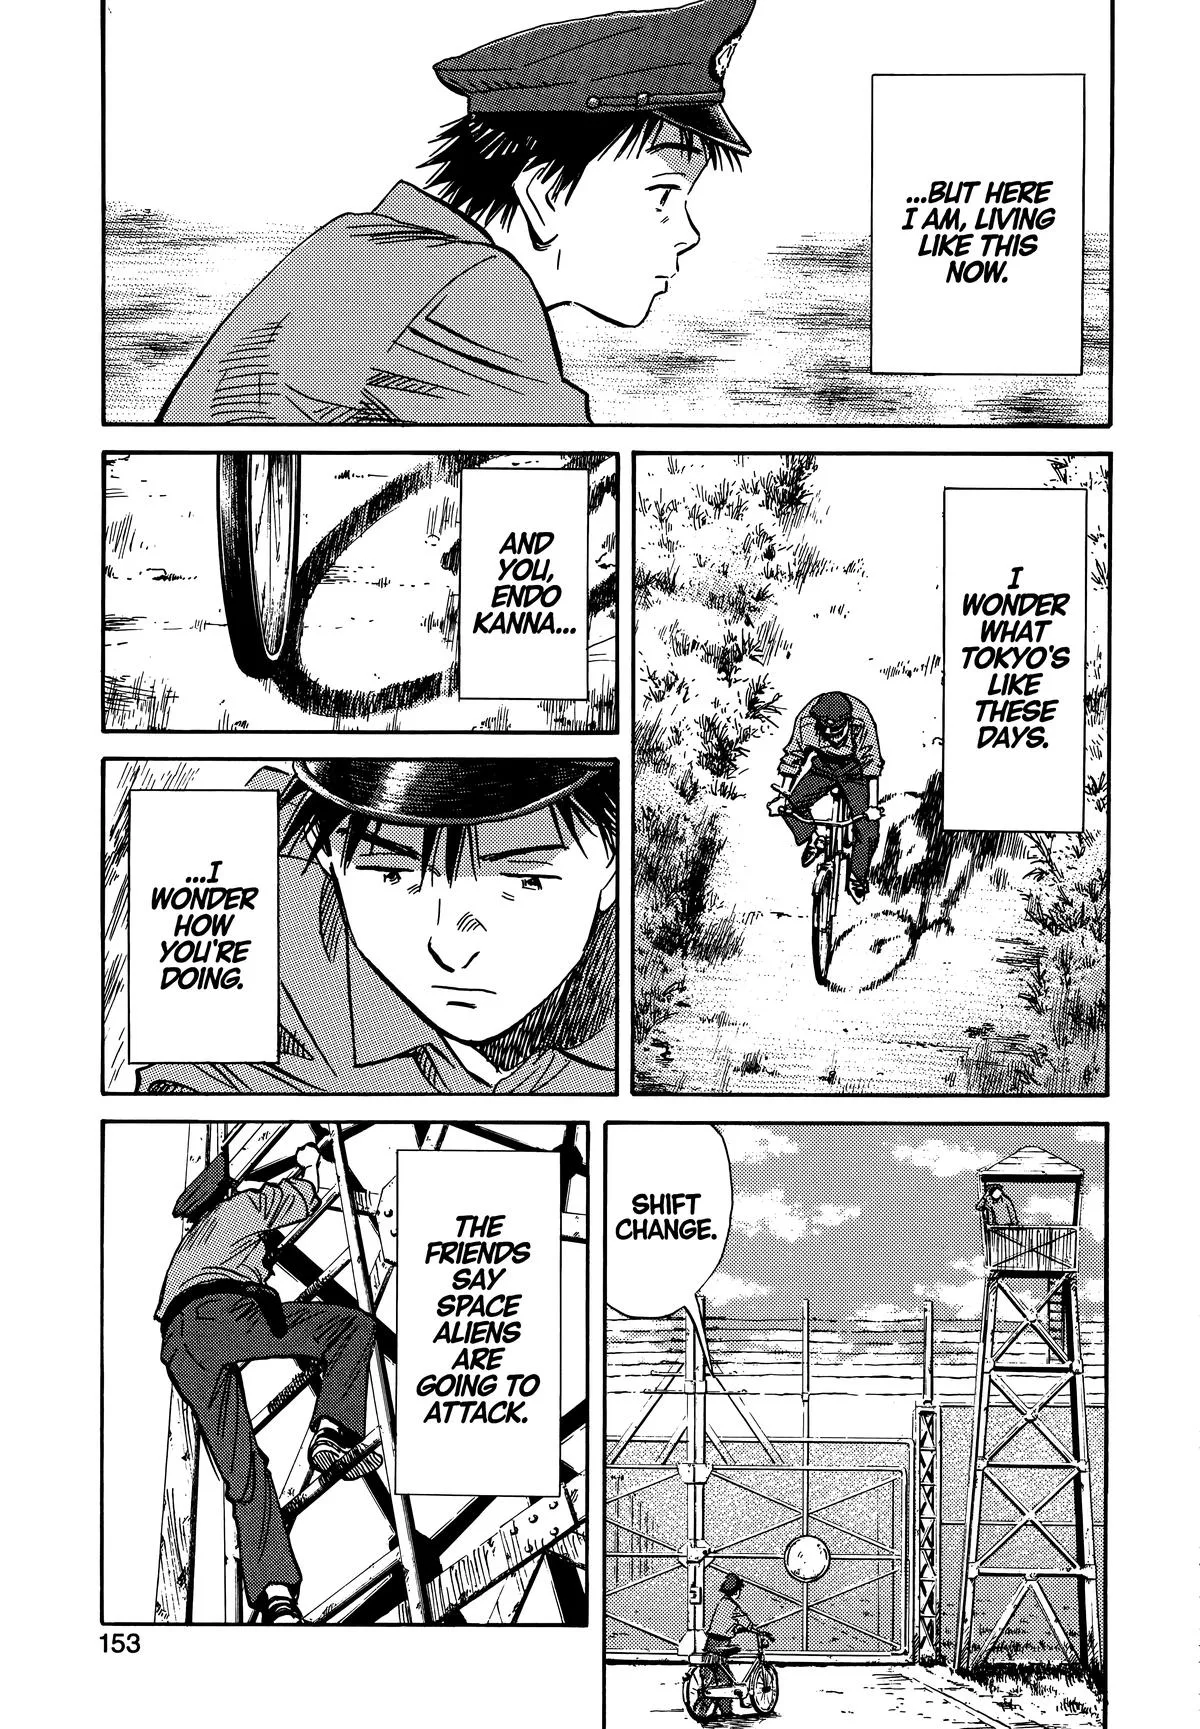 ...BUT HERE
I AM, LIVING
LIKE THIS
NOW.
I
WONDER
WHAT
TOKYO'S
LIKE
THESE
DAYS.
AND
YOU,
ENDO
KANNA...
...I
WONDER
HOW
YOU'RE
DOING.
SHIFT
CHANGE.
THE
FRIENDS
SAY
SPACE
ALIENS
ARE
GOING TO
ATTACK.
153